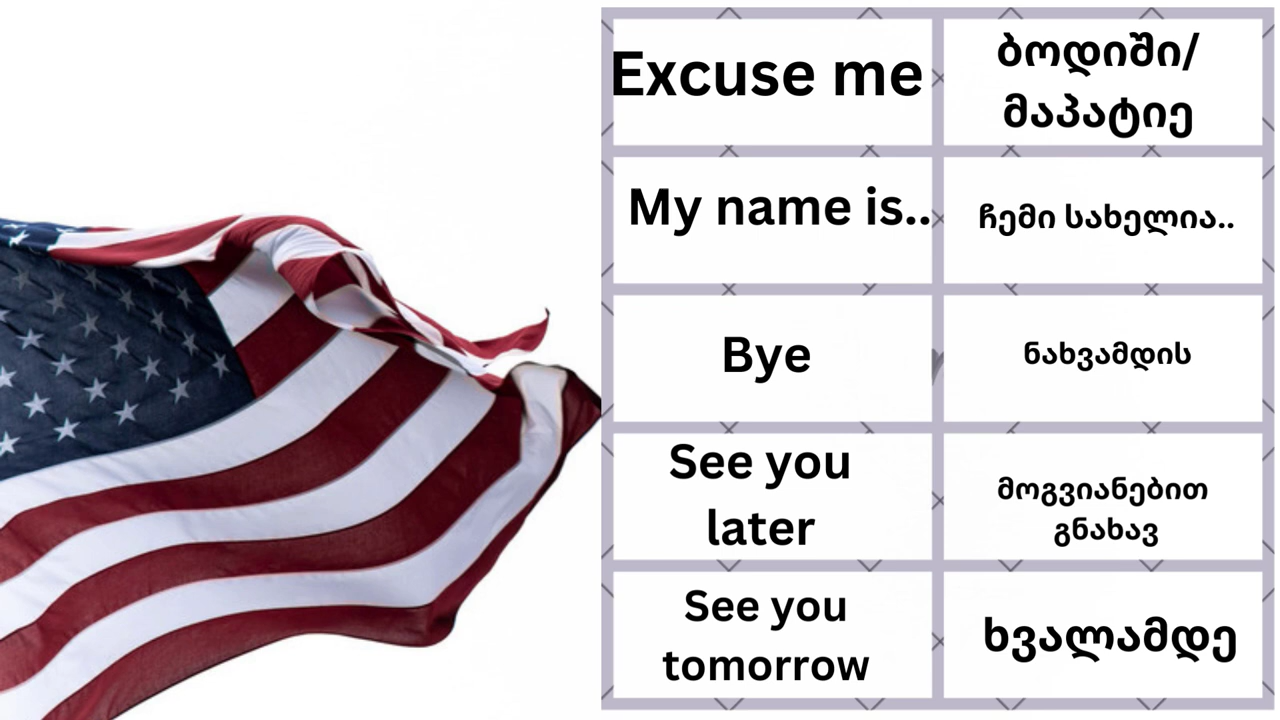 Excuse me
ბოდიში/
მაპატიე
My name is..
ჩემი სახელია..
Bye
ნახვამდის
See you
later
მოგვიანებით
გნახავ
See you
tomorrow
ხვალამდე